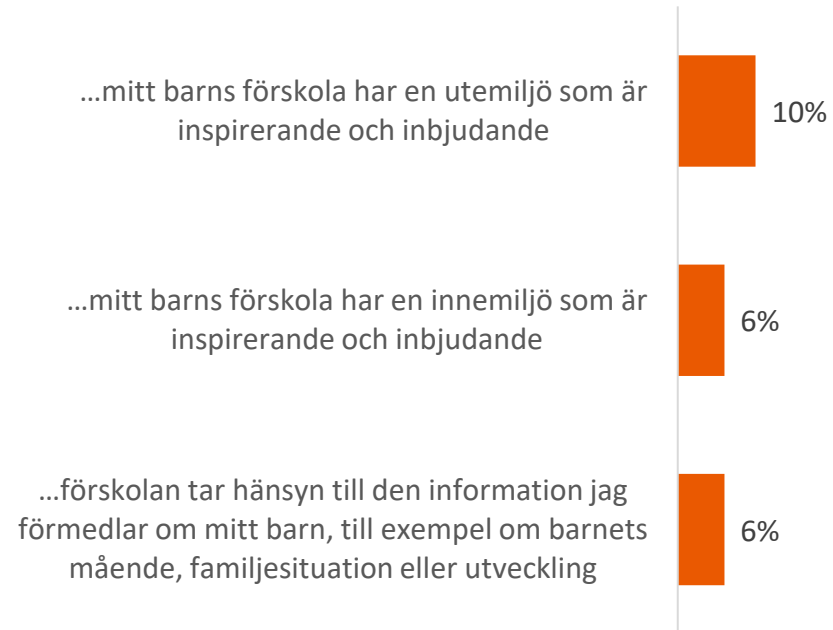 …mitt barns förskola har en utemiljö som är
inspirerande och inbjudande
10%
…mitt barns förskola har en innemiljö som är
inspirerande och inbjudande
6%
…förskolan tar hänsyn till den information jag
förmedlar om mitt barn, till exempel om barnets
mående, familjesituation eller utveckling
6%